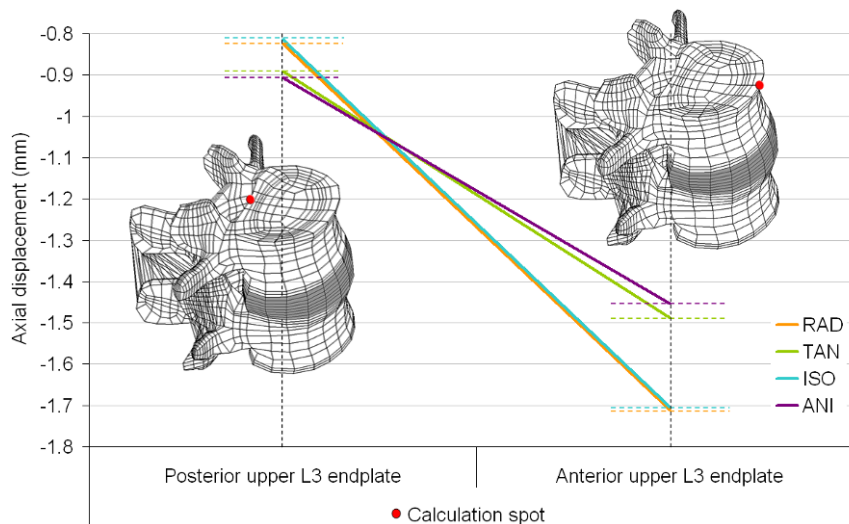 -0.8
-0.9
-1
-1.1
-1.2
-1.3
-1.4
-1.5
-1.6
-1.7
-1.8
Axial displacement (mm)
RAD
TAN
ISO
ANI
Posterior upper L3 endplate
Anterior upper L3 endplate
Calculation spot